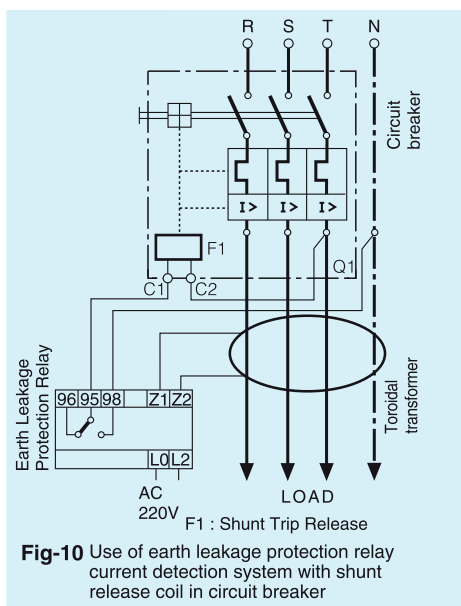 R S T N
Circuit
breaker
I> I> I>
F1
Q1
C1 C2
Earth Leakage
Protection Relay
96 95 98 Z1 Z2
L0 L2
Toroidal
transformer
AC
220V
LOAD
F1 : Shunt Trip Release
Fig-10 Use of earth leakage protection relay
current detection system with shunt
release coil in circuit breaker